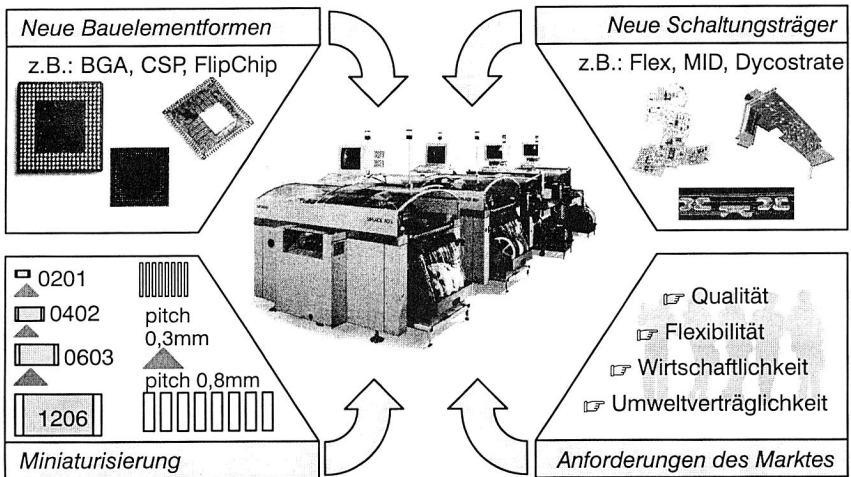 Neue Bauelementformen
z.B.: BGA, CSP, FlipChip
Neue Schaltungsträger
z.B.: Flex, MID, Dycostrate
0201
0402
0603
1206
pitch
0,3mm
pitch 0,8mm
Miniaturisierung
☞ Qualität
☞ Flexibilität
☞ Wirtschaftlichkeit
☞ Umweltverträglichkeit
Anforderungen des Marktes